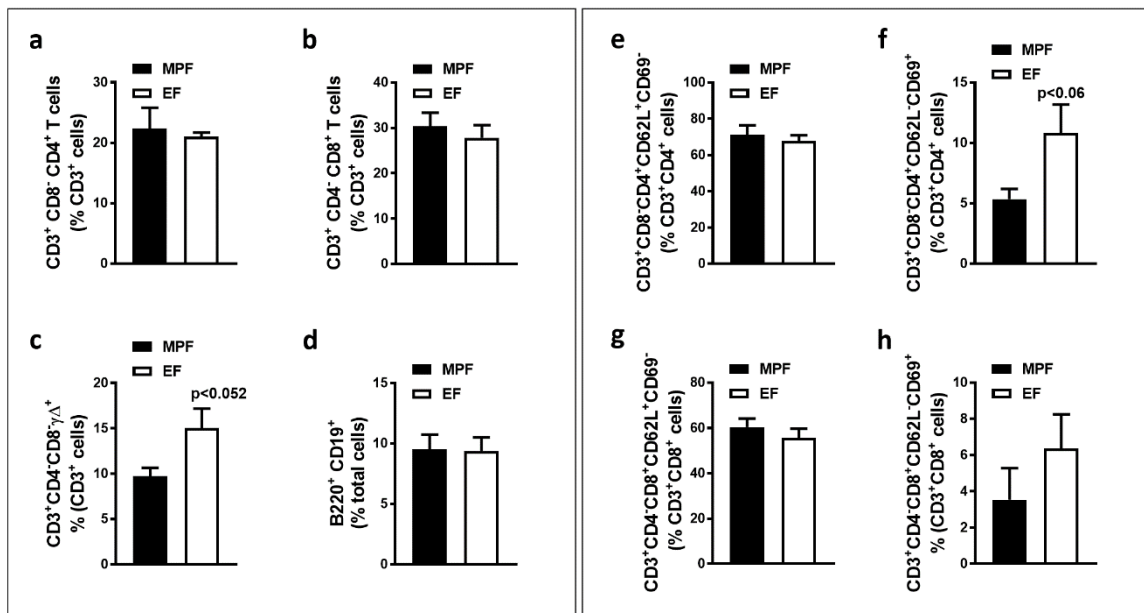 a
MPF
EF
CD3⁺ CD8⁻ CD4⁺ T cells
(% CD3⁺ cells)
30
20
10
0
b
MPF
EF
CD3⁺ CD4⁻ CD8⁺ T cells
(% CD3⁺ cells)
40
30
20
10
0
c
MPF
EF
p<0.052
CD3⁺CD4⁻CD8⁻γΔ⁺
% (CD3⁺ cells)
20
15
10
5
0
d
MPF
EF
B220⁺ CD19⁺
(% total cells)
15
10
5
0
e
MPF
EF
CD3⁺CD8⁻CD4⁺CD62L⁺CD69⁻
(% CD3⁺CD4⁺ cells)
100
80
60
40
20
0
f
MPF
EF
p<0.06
CD3⁺CD8⁻CD4⁺CD62L⁻CD69⁺
(% CD3⁺CD4⁺ cells)
15
10
5
0
g
MPF
EF
CD3⁺CD4⁻CD8⁺CD62L⁺CD69⁻
(% CD3⁺CD8⁺ cells)
80
60
40
20
0
h
MPF
EF
CD3⁺CD4⁻CD8⁺CD62L⁻CD69⁺
% (CD3⁺CD8⁺ cells)
8
6
4
2
0